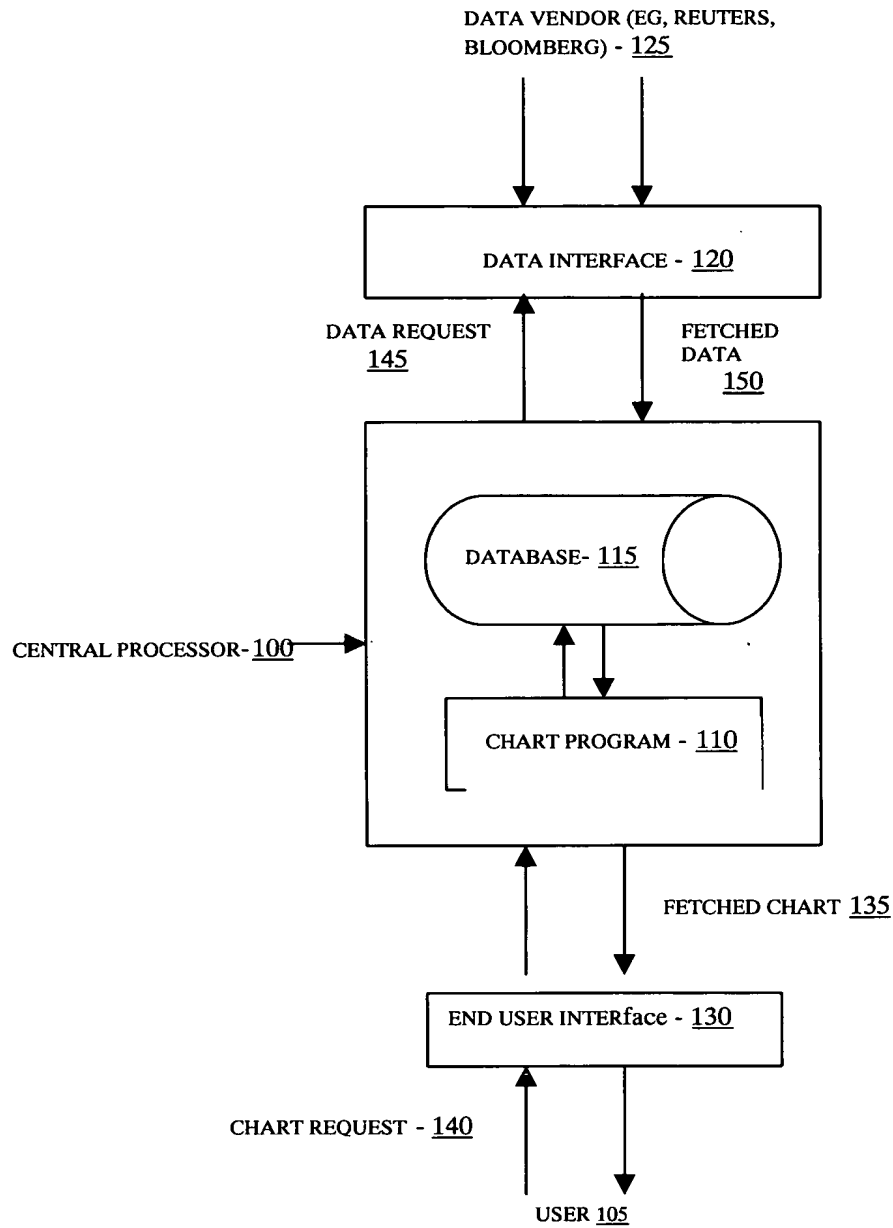 DATA VENDOR (EG, REUTERS,
BLOOMBERG) - 125
DATA INTERFACE - 120
DATA REQUEST
145
FETCHED
DATA
150
DATABASE- 115
CENTRAL PROCESSOR- 100
CHART PROGRAM - 110
FETCHED CHART 135
END USER INTERface - 130
CHART REQUEST - 140
USER 105